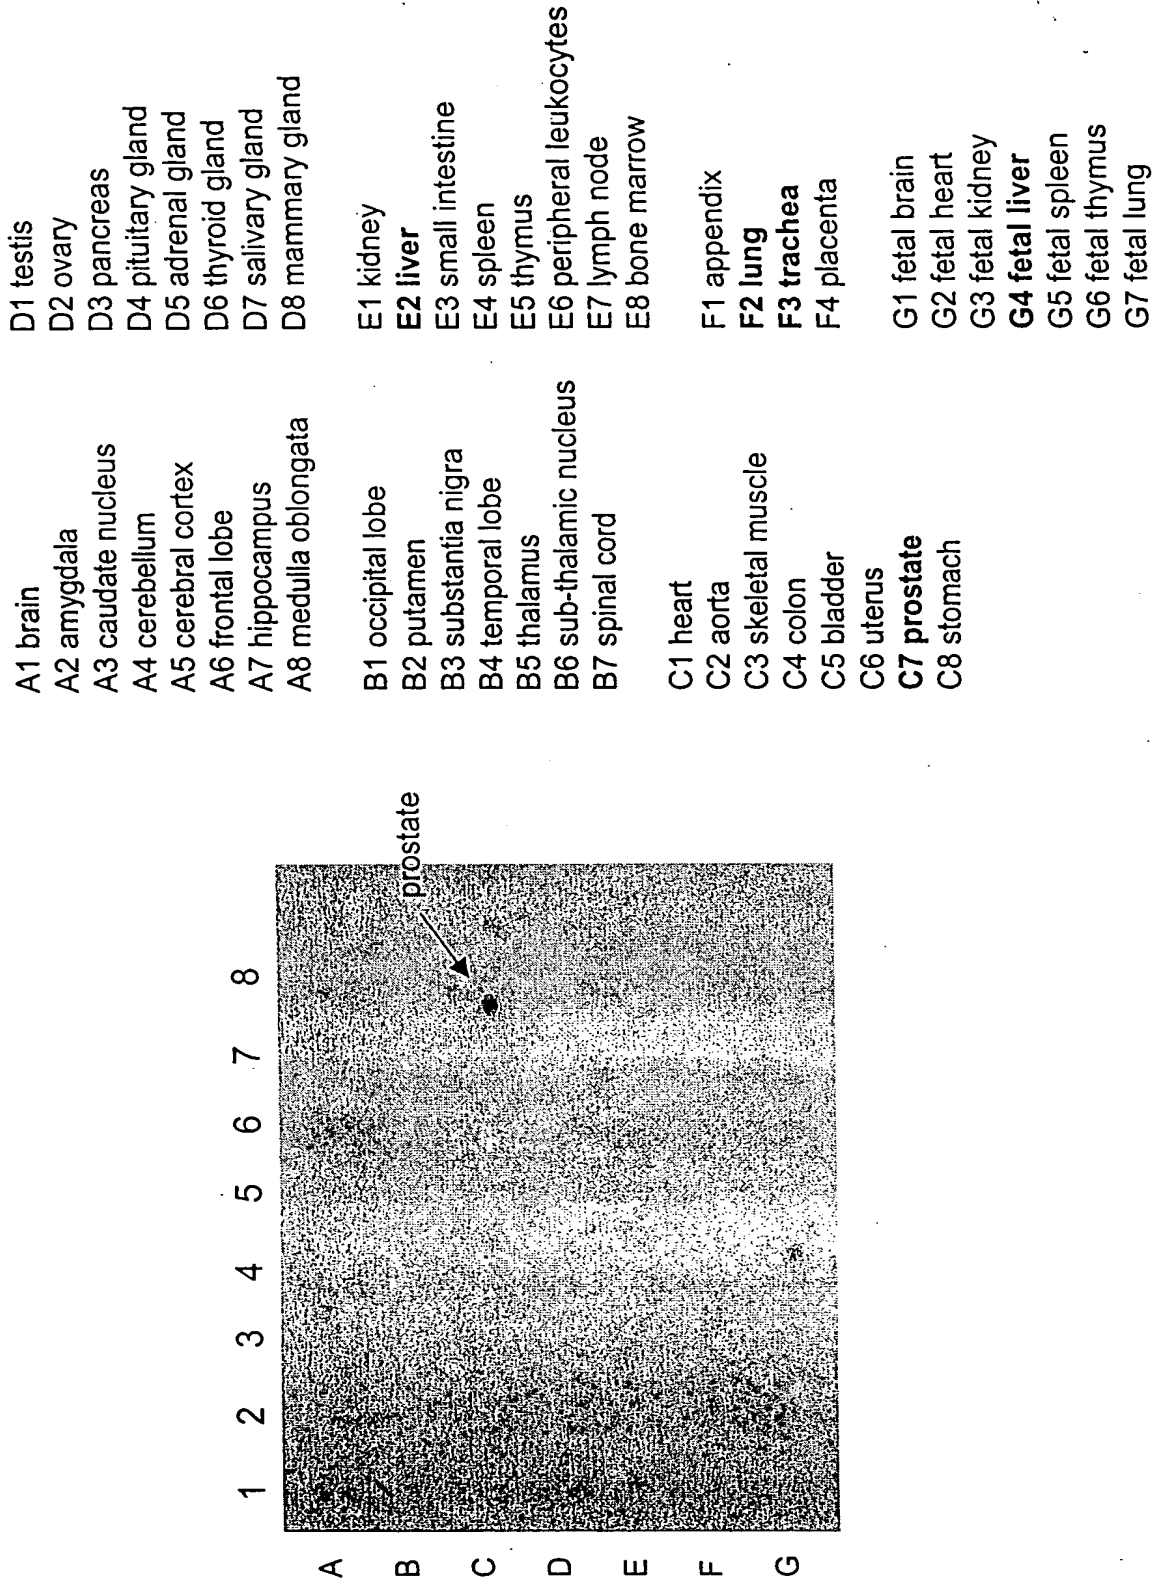 1 2 3 4 5 6 7 8
A
B
C
D
E
F
G
prostate
A1 brain
A2 amygdala
A3 caudate nucleus
A4 cerebellum
A5 cerebral cortex
A6 frontal lobe
A7 hippocampus
A8 medulla oblongata
B1 occipital lobe
B2 putamen
B3 substantia nigra
B4 temporal lobe
B5 thalamus
B6 sub-thalamic nucleus
B7 spinal cord
C1 heart
C2 aorta
C3 skeletal muscle
C4 colon
C5 bladder
C6 uterus
C7 prostate
C8 stomach
D1 testis
D2 ovary
D3 pancreas
D4 pituitary gland
D5 adrenal gland
D6 thyroid gland
D7 salivary gland
D8 mammary gland
E1 kidney
E2 liver
E3 small intestine
E4 spleen
E5 thymus
E6 peripheral leukocytes
E7 lymph node
E8 bone marrow
F1 appendix
F2 lung
F3 trachea
F4 placenta
G1 fetal brain
G2 fetal heart
G3 fetal kidney
G4 fetal liver
G5 fetal spleen
G6 fetal thymus
G7 fetal lung